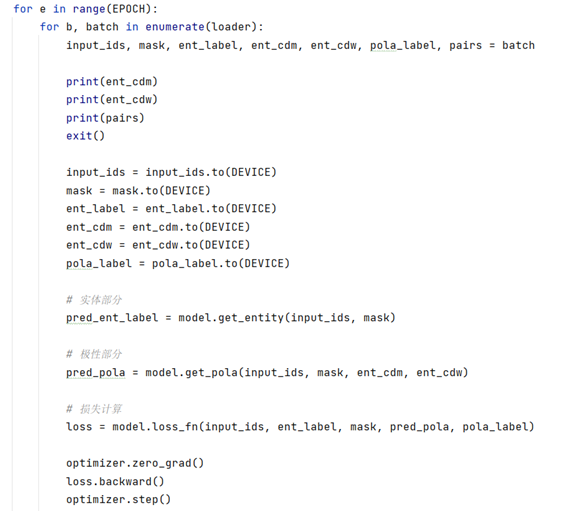 for e in range(EPOCH):
    for b, batch in enumerate(loader):
        input_ids, mask, ent_label, ent_cdm, ent_cdw, pola_label, pairs = batch

        print(ent_cdm)
        print(ent_cdw)
        print(pairs)
        exit()

        input_ids = input_ids.to(DEVICE)
        mask = mask.to(DEVICE)
        ent_label = ent_label.to(DEVICE)
        ent_cdm = ent_cdm.to(DEVICE)
        ent_cdw = ent_cdw.to(DEVICE)
        pola_label = pola_label.to(DEVICE)

        # 实体部分
        pred_ent_label = model.get_entity(input_ids, mask)

        # 极性部分
        pred_pola = model.get_pola(input_ids, mask, ent_cdm, ent_cdw)

        # 损失计算
        loss = model.loss_fn(input_ids, ent_label, mask, pred_pola, pola_label)

        optimizer.zero_grad()
        loss.backward()
        optimizer.step()